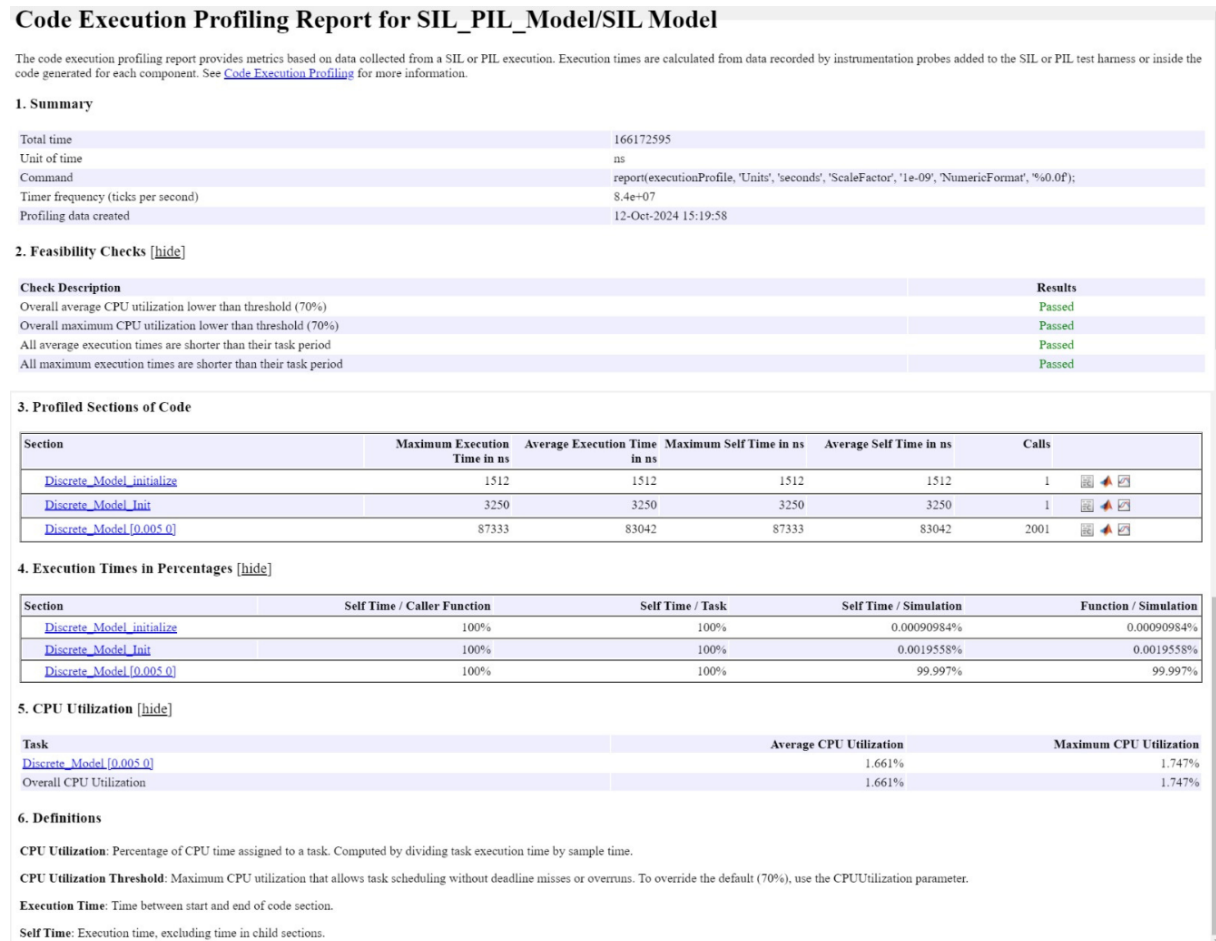 Code Execution Profiling Report for SIL_PIL_Model/SIL Model
The code execution profiling report provides metrics based on data collected from a SIL or PIL execution. Execution times are calculated from data recorded by instrumentation probes added to the SIL or PIL test harness or inside the
code generated for each component. See Code Execution Profiling for more information.
1. Summary
Total time 166172595
Unit of time ns
Command report(executionProfile, 'Units', 'seconds', 'ScaleFactor', '1e-09', 'NumericFormat', '%0.0f');
Timer frequency (ticks per second) 8.4e+07
Profiling data created 12-Oct-2024 15:19:58
2. Feasibility Checks [hide]
Check Description Results
Overall average CPU utilization lower than threshold (70%) Passed
Overall maximum CPU utilization lower than threshold (70%) Passed
All average execution times are shorter than their task period Passed
All maximum execution times are shorter than their task period Passed
3. Profiled Sections of Code
Section Maximum Execution Average Execution Time Maximum Self Time in ns Average Self Time in ns Calls
Time in ns in ns
Discrete_Model_initialize 1512 1512 1512 1512 1
Discrete_Model_Init 3250 3250 3250 3250 1
Discrete_Model [0.005 0] 87333 83042 87333 83042 2001
4. Execution Times in Percentages [hide]
Section Self Time / Caller Function Self Time / Task Self Time / Simulation Function / Simulation
Discrete_Model_initialize 100% 100% 0.00090984% 0.00090984%
Discrete_Model_Init 100% 100% 0.0019558% 0.0019558%
Discrete_Model [0.005 0] 100% 100% 99.997% 99.997%
5. CPU Utilization [hide]
Task Average CPU Utilization Maximum CPU Utilization
Discrete_Model [0.005 0] 1.661% 1.747%
Overall CPU Utilization 1.661% 1.747%
6. Definitions
CPU Utilization: Percentage of CPU time assigned to a task. Computed by dividing task execution time by sample time.
CPU Utilization Threshold: Maximum CPU utilization that allows task scheduling without deadline misses or overruns. To override the default (70%), use the CPUUtilization parameter.
Execution Time: Time between start and end of code section.
Self Time: Execution time, excluding time in child sections.